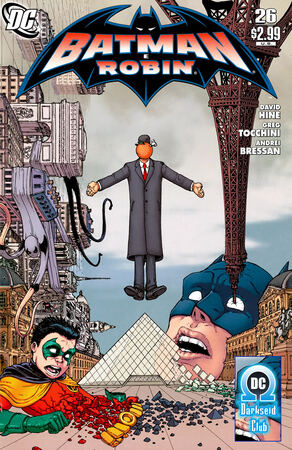 DC
BATMAN
ROBIN
26
$2.99
DAVID
HINE
GREG
TOCCHINI
ANDREI
BRESSAN
DC
Darkseid
Club